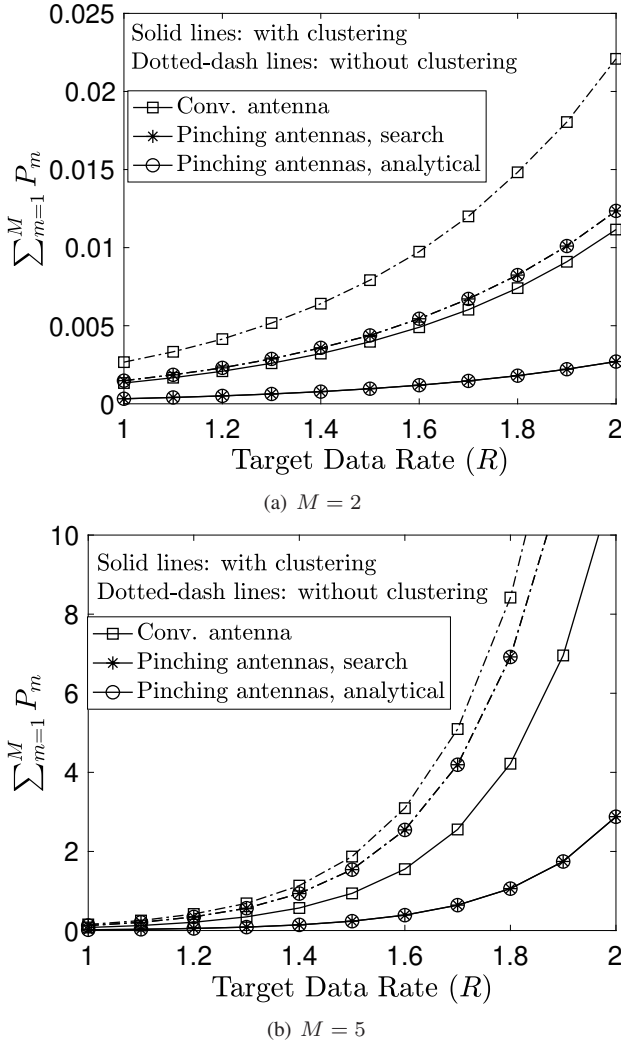 0.025
Solid lines: with clustering
Dotted-dash lines: without clustering
0.02
Conv. antenna
Pinching antennas, search
Pinching antennas, analytical
0.015
0.01
0.005
0
∑_{m=1}^{M} P_m
1 1.2 1.4 1.6 1.8 2
Target Data Rate (R)
(a) M = 2
10
Solid lines: with clustering
Dotted-dash lines: without clustering
8
Conv. antenna
Pinching antennas, search
Pinching antennas, analytical
6
4
2
0
∑_{m=1}^{M} P_m
1 1.2 1.4 1.6 1.8 2
Target Data Rate (R)
(b) M = 5